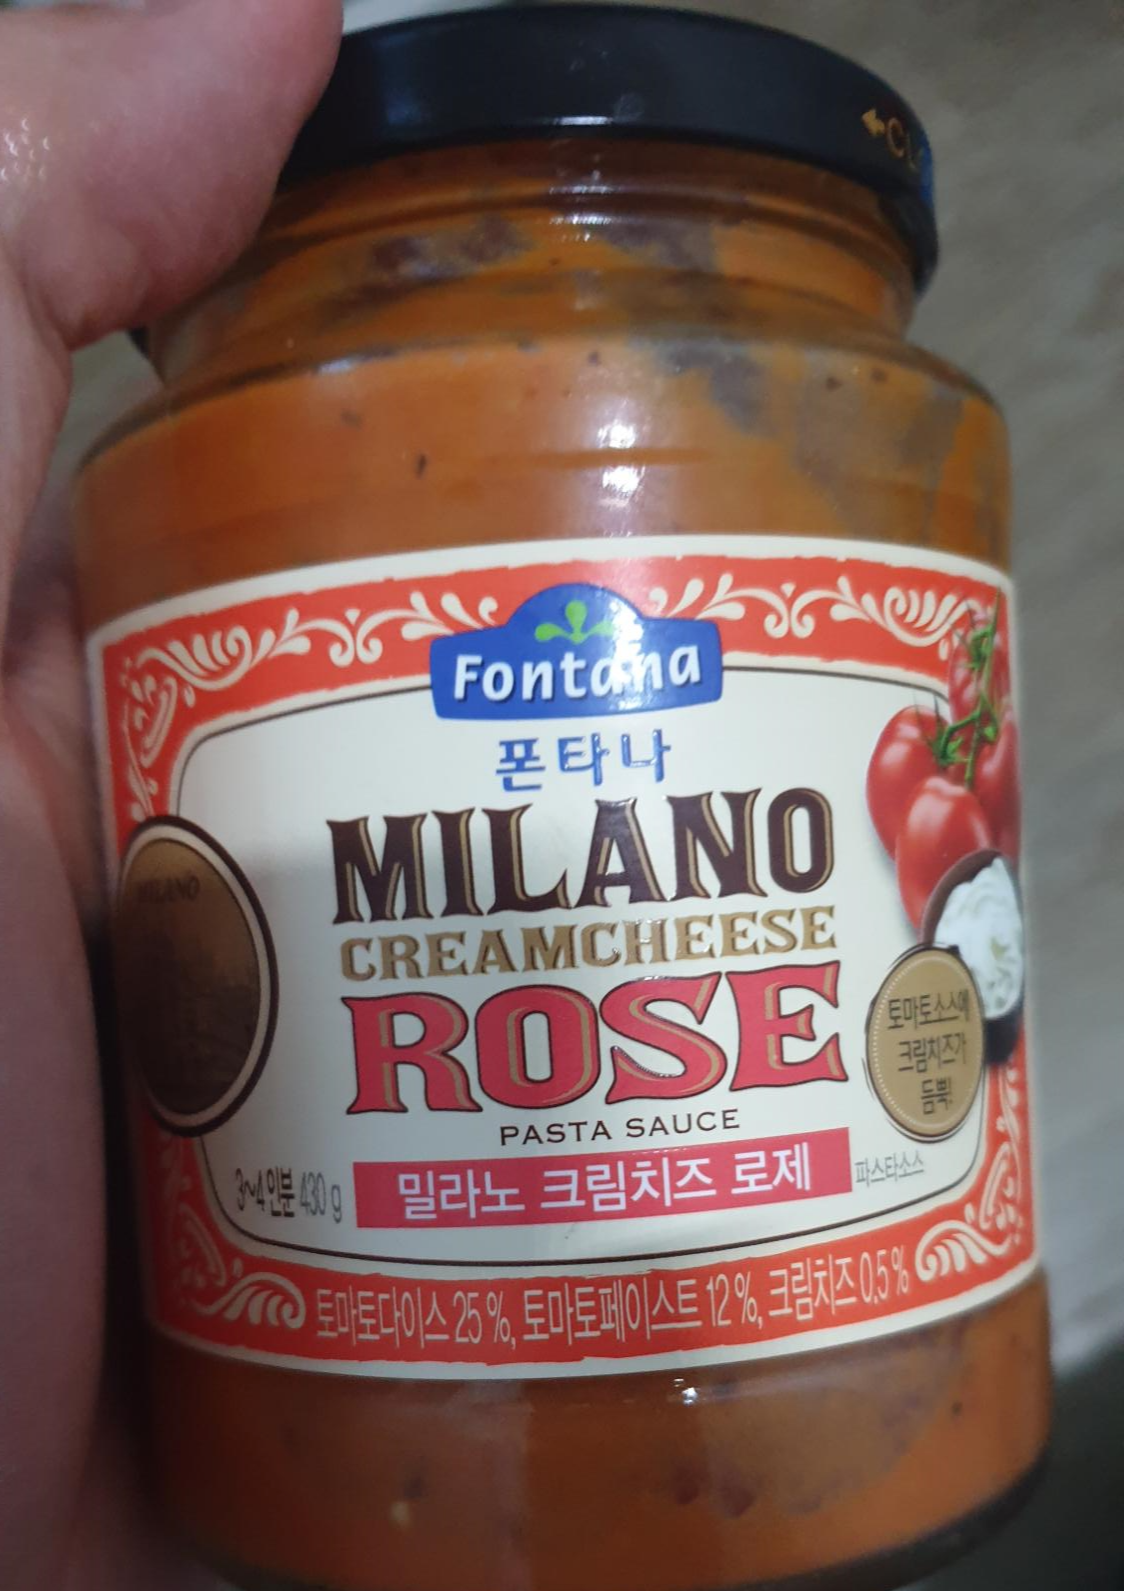 CL
Fontana
폰타나
MILANO
CREAMCHEESE
ROSE
PASTA SAUCE
밀라노 크림치즈 로제
파스타소스
3~4인분 430 g
MILANO
토마토소스에
크림치즈가
듬뿍!
토마토다이스 25%, 토마토페이스트 12%, 크림치즈 0.5%